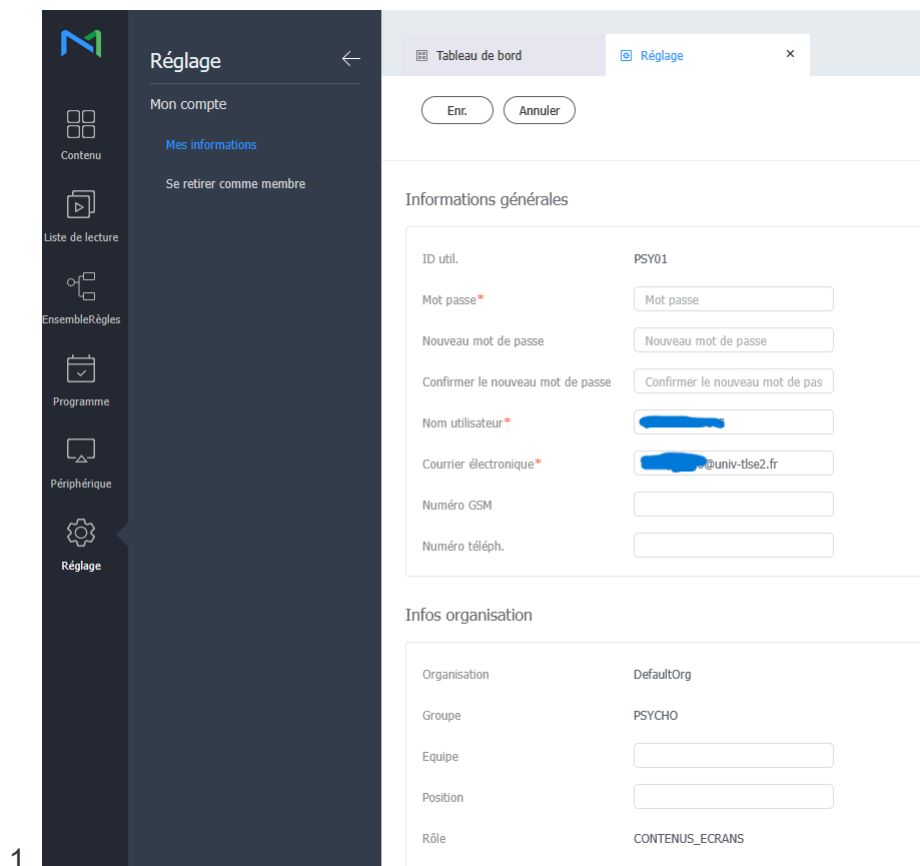 Réglage
Mon compte
Mes informations
Se retirer comme membre
Contenu
Liste de lecture
EnsembleRègles
Programme
Périphérique
Réglage
Tableau de bord
Réglage ×
Enr. Annuler
Informations générales
ID util. PSY01
Mot passe* Mot passe
Nouveau mot de passe Nouveau mot de passe
Confirmer le nouveau mot de passe Confirmer le nouveau mot de pas
Nom utilisateur*
Courrier électronique* @univ-tlse2.fr
Numéro GSM
Numéro téléph.
Infos organisation
Organisation DefaultOrg
Groupe PSYCHO
Equipe
Position
Rôle CONTENUS_ECRANS
1